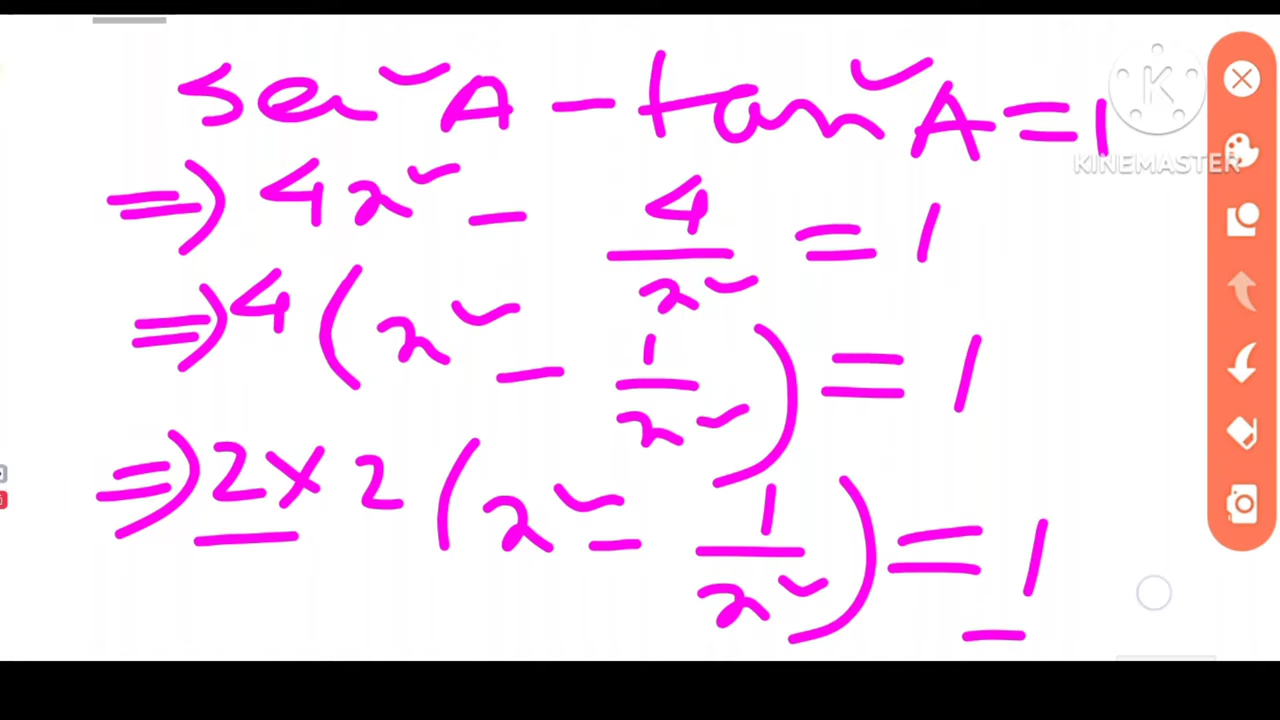 sec²A - tan²A = 1
KINEMASTER
⇒ 4x² - 4/x² = 1
⇒ 4(x² - 1/x²) = 1
⇒ 2 × 2(x² - 1/x²) = 1